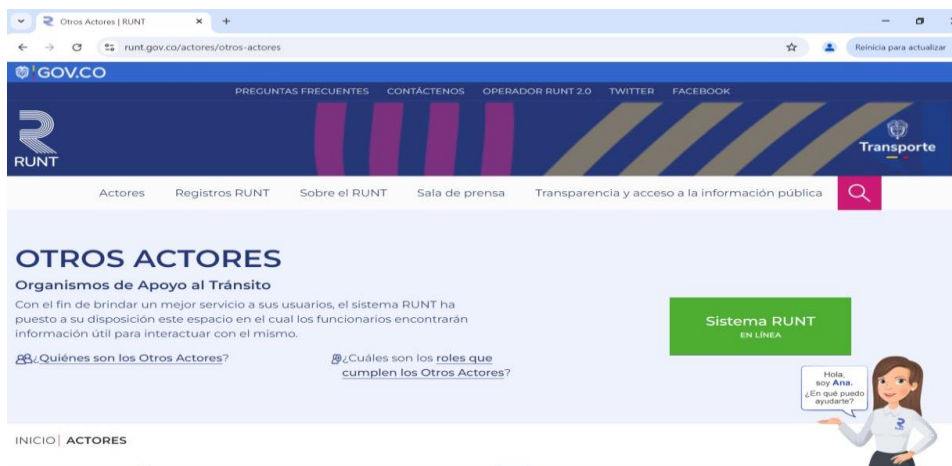 Otros Actores | RUNT
runt.gov.co/actores/otros-actores
Reinicia para actualizar
GOV.CO
PREGUNTAS FRECUENTES CONTÁCTENOS OPERADOR RUNT 2.0 TWITTER FACEBOOK
RUNT
Transporte
Actores Registros RUNT Sobre el RUNT Sala de prensa Transparencia y acceso a la información pública
OTROS ACTORES
Organismos de Apoyo al Tránsito
Con el fin de brindar un mejor servicio a sus usuarios, el sistema RUNT ha
puesto a su disposición este espacio en el cual los funcionarios encontrarán
información útil para interactuar con el mismo.
¿Quiénes son los Otros Actores?
¿Cuáles son los roles que
cumplen los Otros Actores?
Sistema RUNT
EN LÍNEA
Hola,
soy Ana.
¿En qué puedo
ayudarte?
INICIO| ACTORES